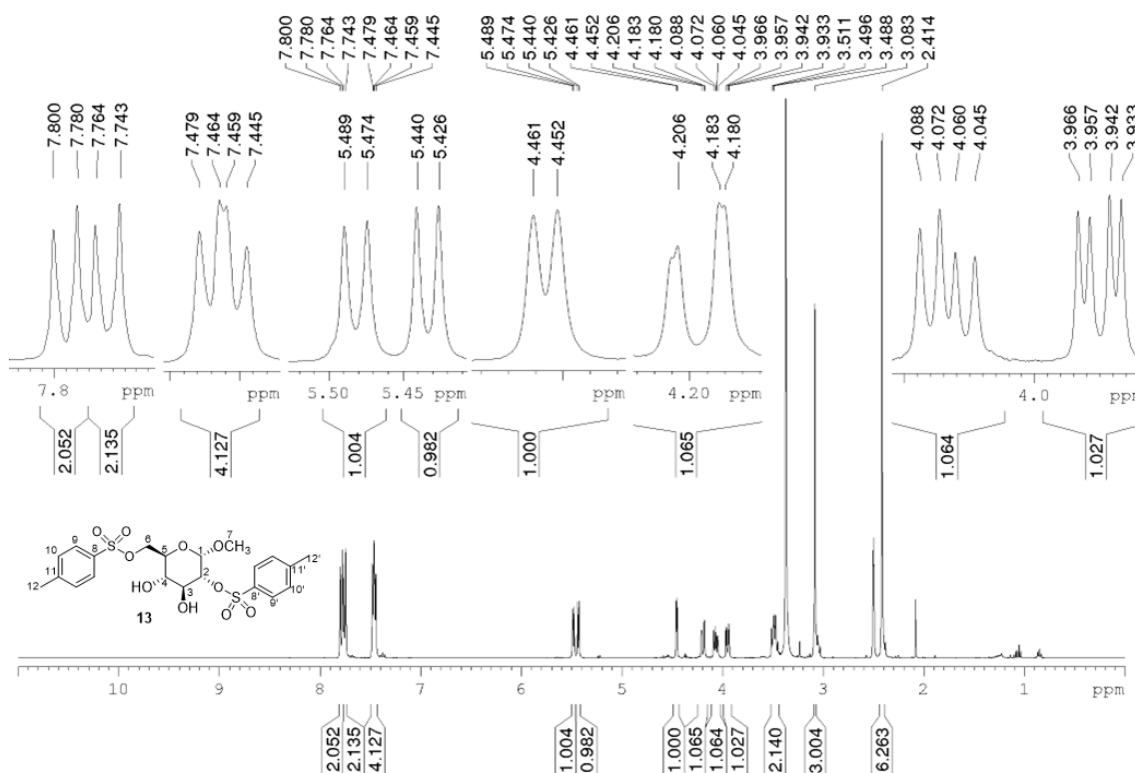 7.800 7.780 7.764 7.743 7.479 7.464 7.459 7.445 5.489 5.474 5.440 5.426 4.461 4.452 4.206 4.183 4.180 4.088 4.072 4.060 4.045 3.966 3.957 3.942 3.933 3.511 3.496 3.488 3.083 2.414
7.800 7.780 7.764 7.743 7.479 7.464 7.459 7.445 5.489 5.474 5.440 5.426 4.461 4.452 4.206 4.183 4.180 4.088 4.072 4.060 4.045 3.966 3.957 3.942 3.933
7.8 ppm ppm 5.50 5.45 ppm ppm 4.20 ppm 4.0 ppm
2.052 2.135 4.127 1.004 0.982 1.000 1.065 1.064 1.027
O O 6 7
10 9 S O 5 O 1 O
8 O 4 2 12'
11 HO 3 O 11'
12 OH S 8' 10'
O O 9'
13
10 9 8 7 6 5 4 3 2 1 ppm
2.052 2.135 4.127 1.004 0.982 1.000 1.065 1.064 1.027 2.140 3.004 6.263